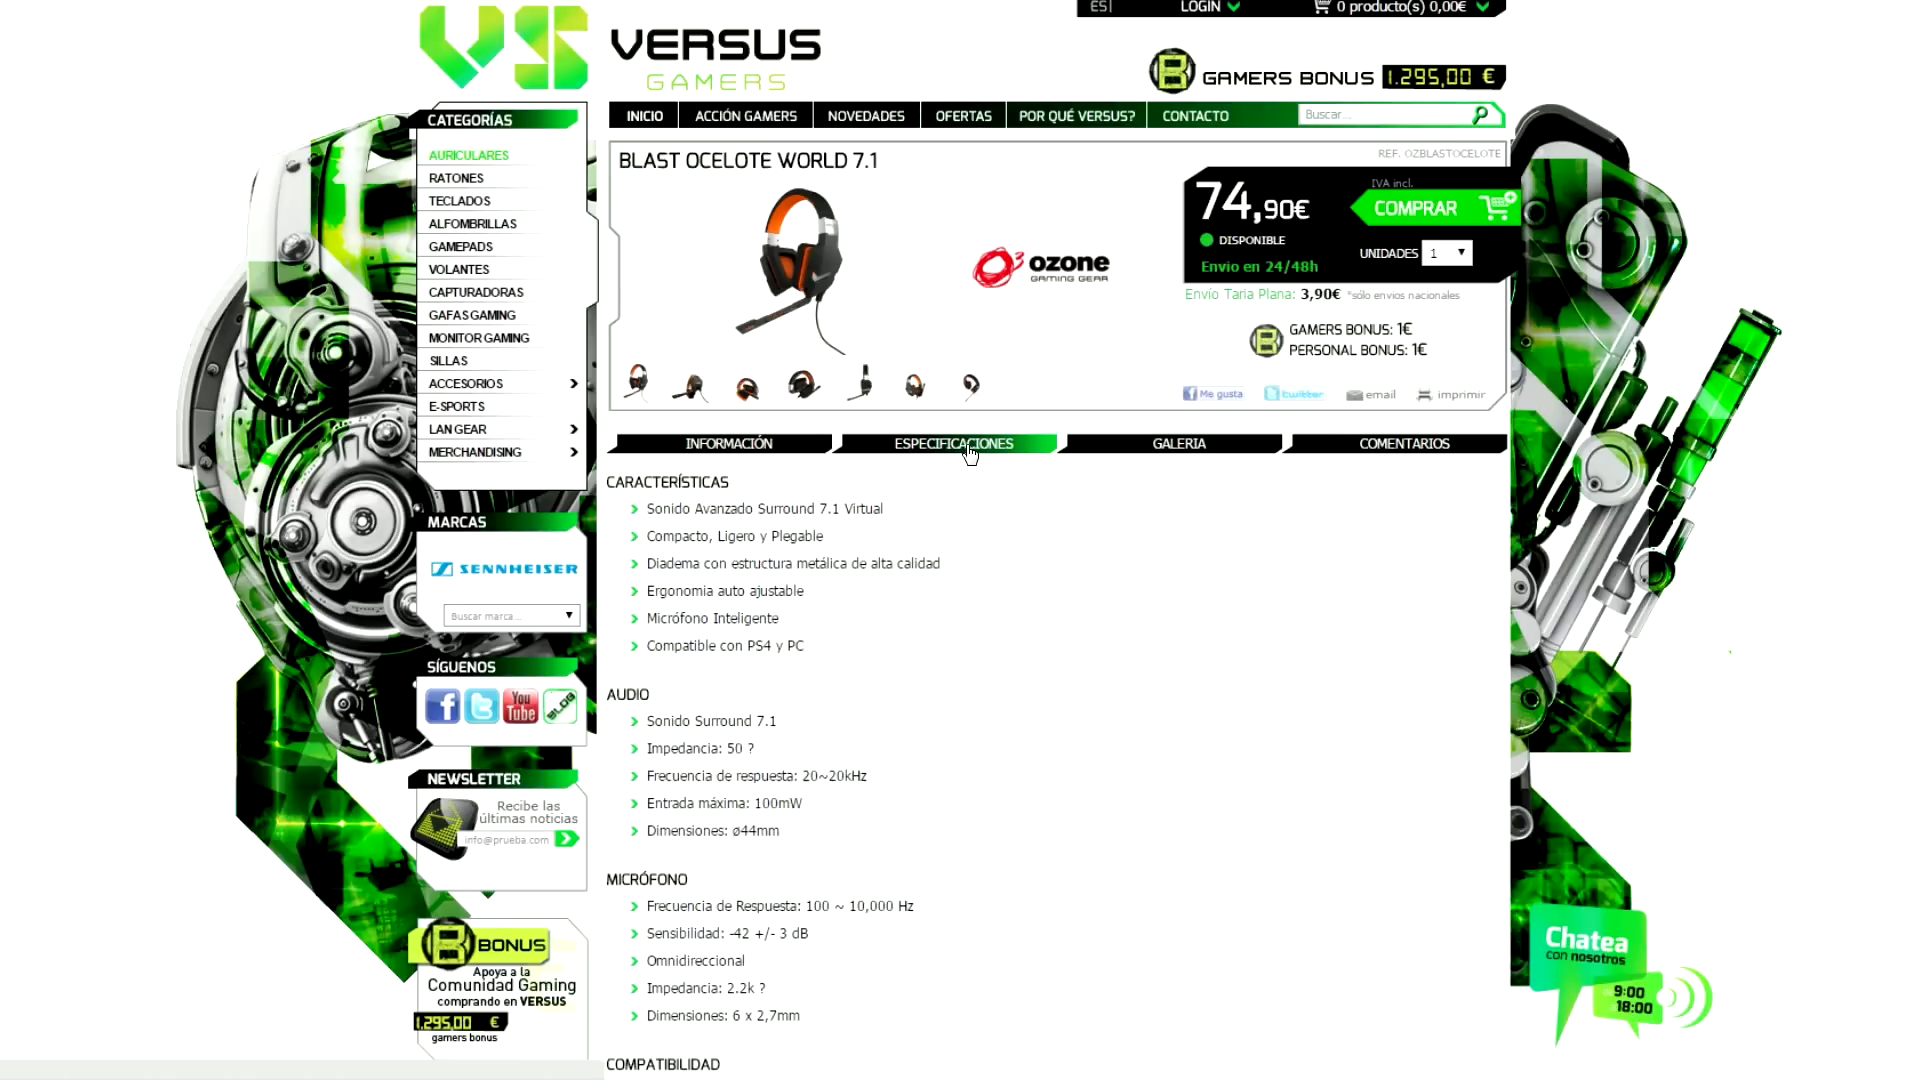 ES|
LOGIN
0 producto(s) 0,00€
VS
VERSUS
GAMERS
GAMERS BONUS 1.295,00 €
INICIO
ACCIÓN GAMERS
NOVEDADES
OFERTAS
POR QUÉ VERSUS?
CONTACTO
Buscar...
CATEGORÍAS
AURICULARES
RATONES
TECLADOS
ALFOMBRILLAS
GAMEPADS
VOLANTES
CAPTURADORAS
GAFAS GAMING
MONITOR GAMING
SILLAS
ACCESORIOS
E-SPORTS
LAN GEAR
MERCHANDISING
MARCAS
SENNHEISER
Buscar marca...
SÍGUENOS
You
Tube
BLOG
NEWSLETTER
Recibe las
últimas noticias
info@prueba.com
B BONUS
Apoya a la
Comunidad Gaming
comprando en VERSUS
1.295,00 €
gamers bonus
BLAST OCELOTE WORLD 7.1
REF. OZBLASTOCELOTE
ozone
GAMING GEAR
74,90€
IVA incl.
COMPRAR
DISPONIBLE
UNIDADES 1
Envio en 24/48h
Envío Taria Plana: 3,90€ *sólo envios nacionales
GAMERS BONUS: 1€
PERSONAL BONUS: 1€
Me gusta
twitter
email
imprimir
INFORMACIÓN
ESPECIFICACIONES
GALERIA
COMENTARIOS
CARACTERÍSTICAS
Sonido Avanzado Surround 7.1 Virtual
Compacto, Ligero y Plegable
Diadema con estructura metálica de alta calidad
Ergonomia auto ajustable
Micrófono Inteligente
Compatible con PS4 y PC
AUDIO
Sonido Surround 7.1
Impedancia: 50 ?
Frecuencia de respuesta: 20~20kHz
Entrada máxima: 100mW
Dimensiones: ø44mm
MICRÓFONO
Frecuencia de Respuesta: 100 ~ 10,000 Hz
Sensibilidad: -42 +/- 3 dB
Omnidireccional
Impedancia: 2.2k ?
Dimensiones: 6 x 2,7mm
COMPATIBILIDAD
Chatea
con nosotros
9:00
18:00